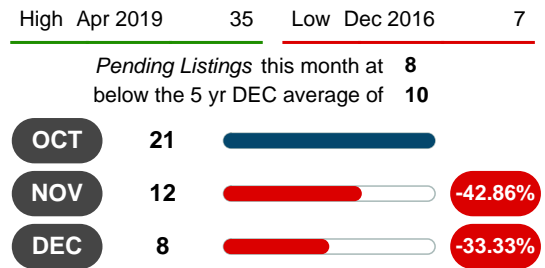 High Apr 2019 35 Low Dec 2016 7
Pending Listings this month at 8
below the 5 yr DEC average of 10
OCT 21
NOV 12 -42.86%
DEC 8 -33.33%